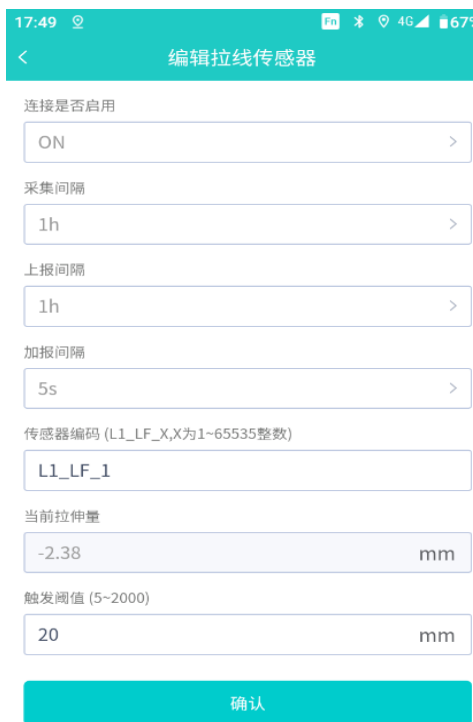 17:49 Fn 4G 67%
编辑拉线传感器
连接是否启用
ON
采集间隔
1h
上报间隔
1h
加报间隔
5s
传感器编码 (L1_LF_X,X为1~65535整数)
L1_LF_1
当前拉伸量
-2.38 mm
触发阈值 (5~2000)
20 mm
确认